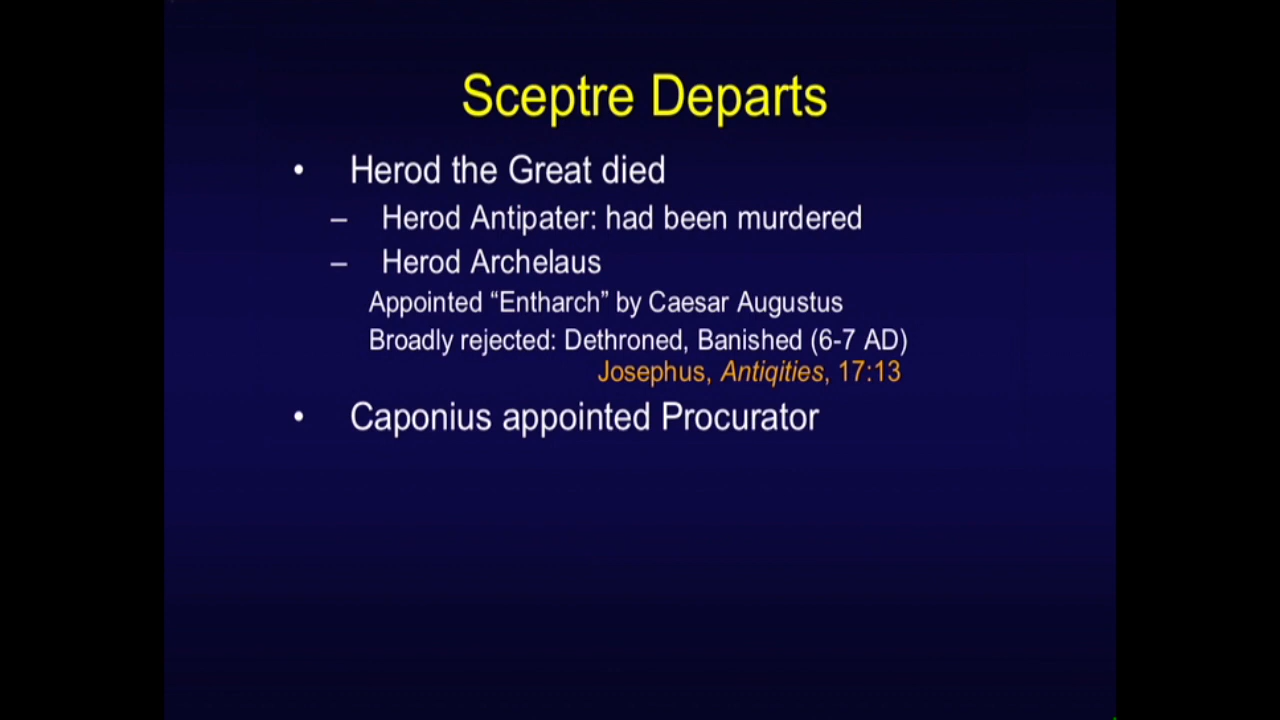 Sceptre Departs
• Herod the Great died
– Herod Antipater: had been murdered
– Herod Archelaus
Appointed “Entharch” by Caesar Augustus
Broadly rejected: Dethroned, Banished (6-7 AD)
Josephus, Antiqities, 17:13
• Caponius appointed Procurator